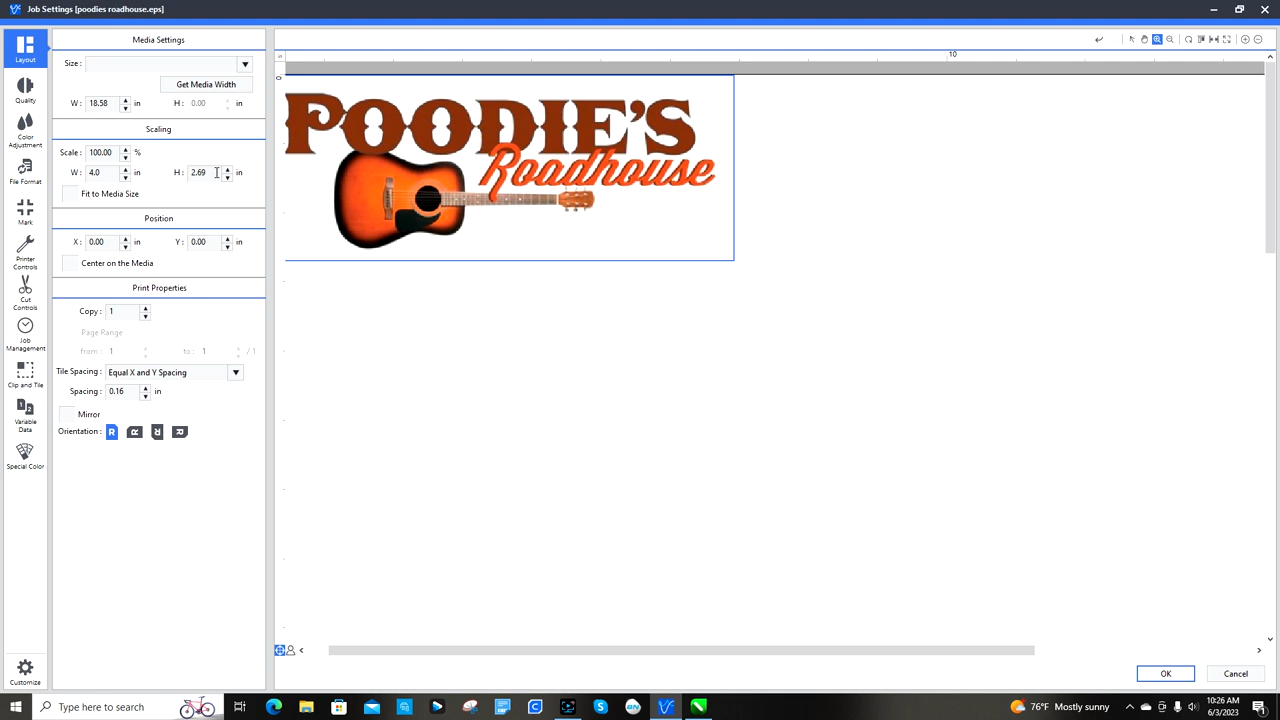 Job Settings [poodies roadhouse.eps]
Layout
Quality
Color Adjustment
File Format
Mark
Printer Controls
Cut Controls
Job Management
Clip and Tile
Variable Data
Special Color
Customize
Media Settings
Size :
Get Media Width
W : 18.58 in H : 0.00 in
Scaling
Scale : 100.00 %
W : 4.0 in H : 2.69 in
Fit to Media Size
Position
X : 0.00 in Y : 0.00 in
Center on the Media
Print Properties
Copy : 1
Page Range
from : 1 to : 1 / 1
Tile Spacing : Equal X and Y Spacing
Spacing : 0.16 in
Mirror
Orientation : R R R R
10
0
POODIE'S
Roadhouse
OK Cancel
Type here to search
76°F Mostly sunny
10:26 AM
6/3/2023